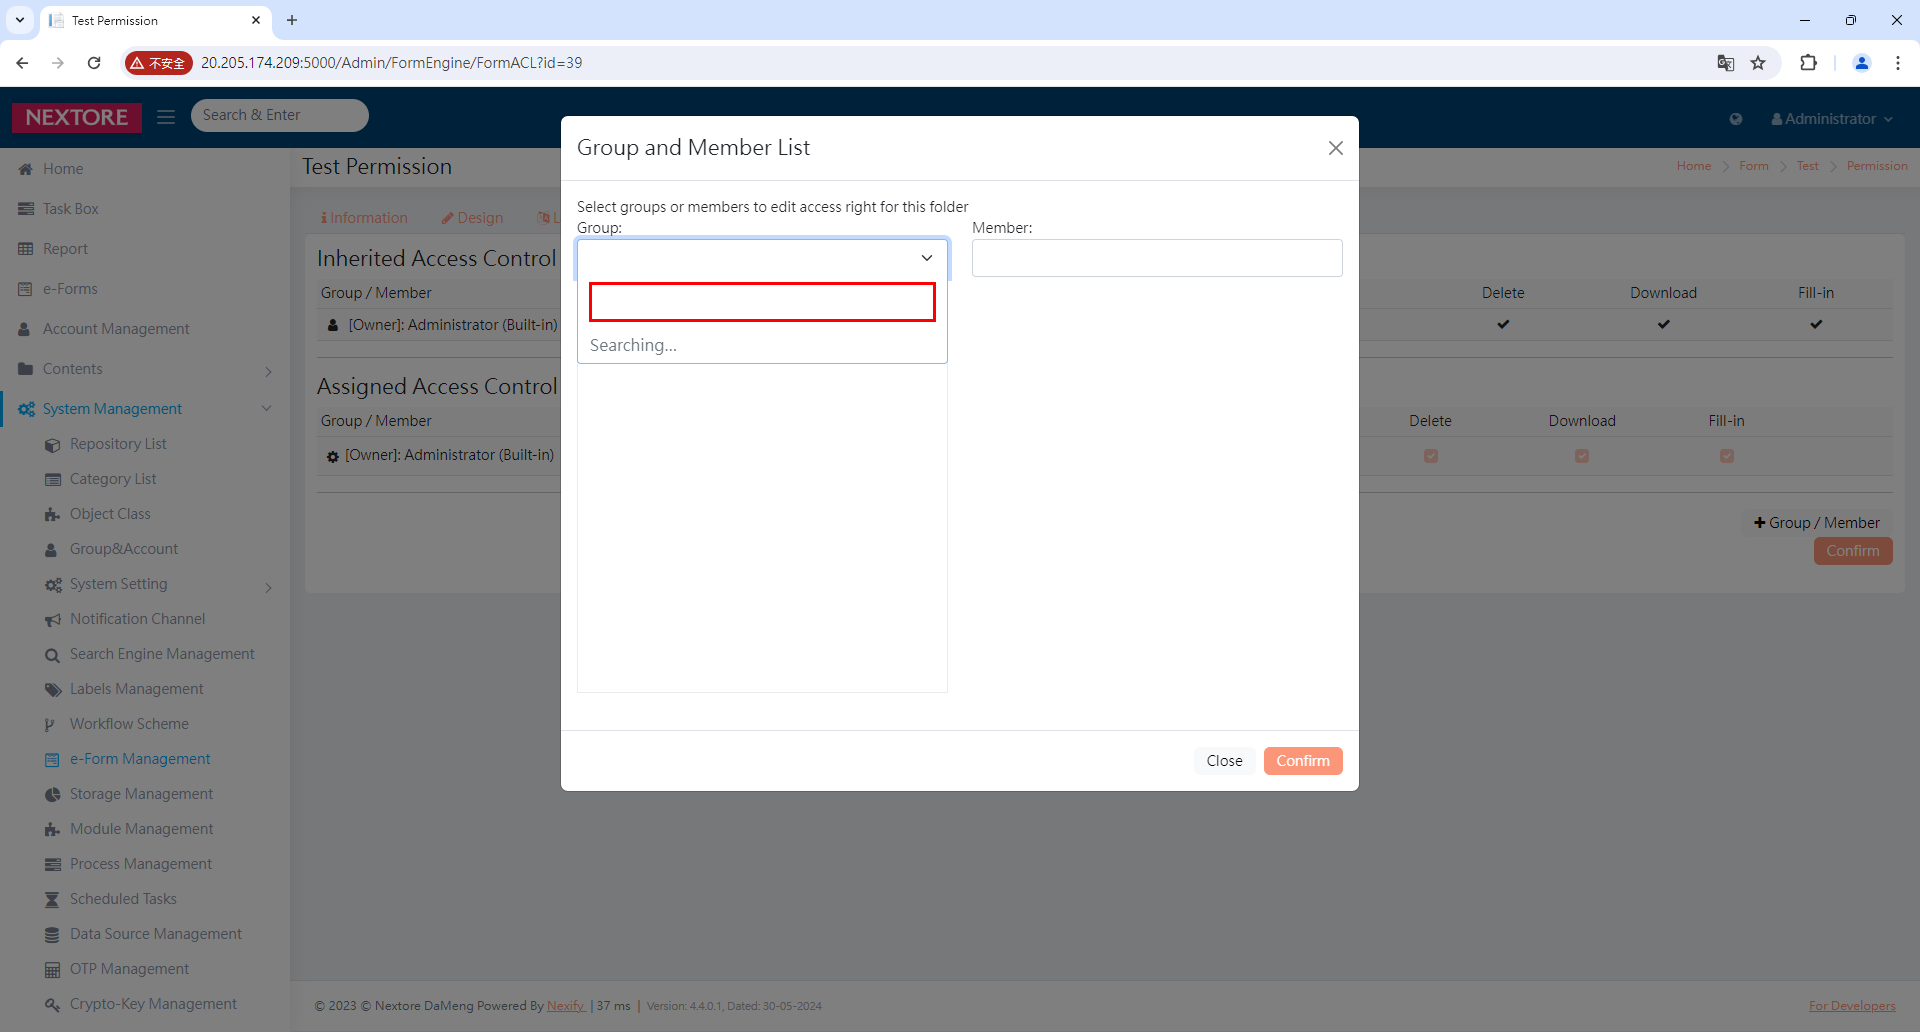 Test Permission
不安全
20.205.174.209:5000/Admin/FormEngine/FormACL?id=39
NEXTORE
Search & Enter
Administrator
Home
Task Box
Report
e-Forms
Account Management
Contents
System Management
Repository List
Category List
Object Class
Group&Account
System Setting
Notification Channel
Search Engine Management
Labels Management
Workflow Scheme
e-Form Management
Storage Management
Module Management
Process Management
Scheduled Tasks
Data Source Management
OTP Management
Crypto-Key Management
Test Permission
Home > Form > Test > Permission
Information Design L
Inherited Access Control
Group / Member Delete Download Fill-in
[Owner]: Administrator (Built-in)
Assigned Access Control
Group / Member Delete Download Fill-in
[Owner]: Administrator (Built-in)
Group / Member
Confirm
Group and Member List
Select groups or members to edit access right for this folder
Group: Member:
Searching...
Close Confirm
© 2023 © Nextore DaMeng Powered By Nexify | 37 ms | Version: 4.4.0.1, Dated: 30-05-2024
For Developers